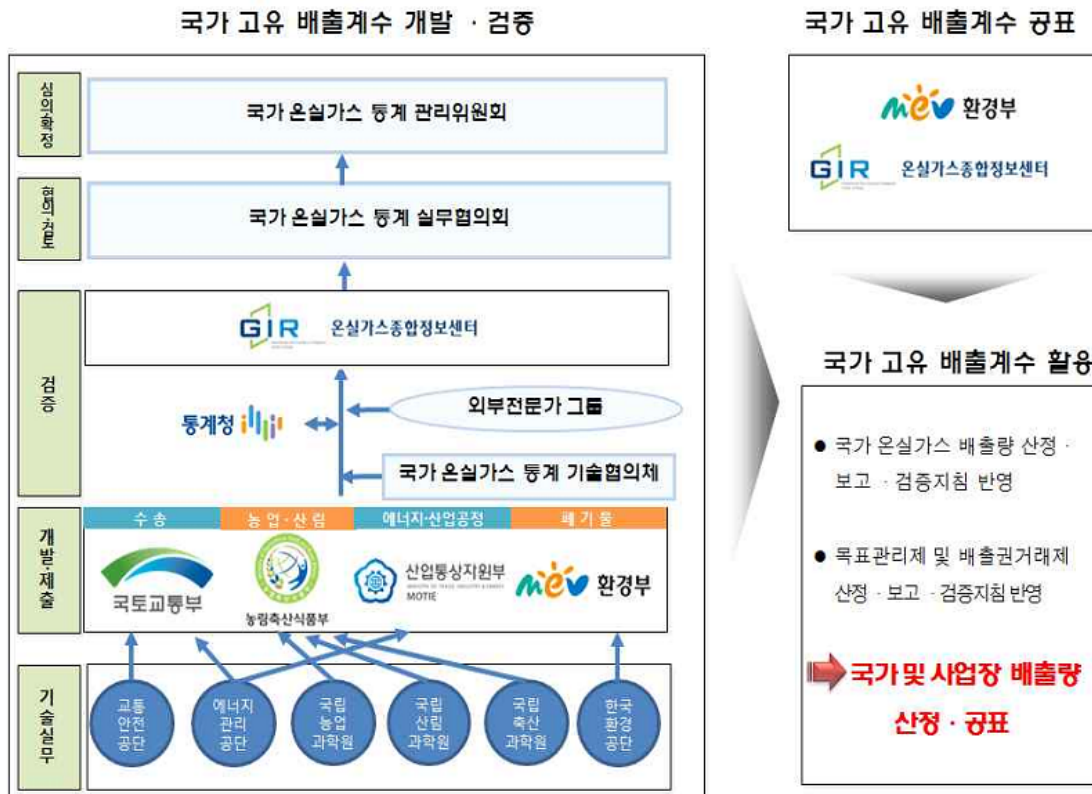 국가 고유 배출계수 개발 · 검증
심의·확정
국가 온실가스 통계 관리위원회
협의·검토
국가 온실가스 통계 실무협의회
검증
GIR 온실가스종합정보센터
통계청
외부전문가 그룹
국가 온실가스 통계 기술협의체
개발·제출
수송
농업·산림
에너지·산업공정
폐기물
국토교통부
농림축산식품부
산업통상자원부
MINISTRY OF TRADE, INDUSTRY & ENERGY
MOTIE
mev 환경부
기술실무
교통
안전
공단
에너지
관리
공단
국립
농업
과학원
국립
산림
과학원
국립
축산
과학원
한국
환경
공단
국가 고유 배출계수 공표
mev 환경부
GIR 온실가스종합정보센터
국가 고유 배출계수 활용
● 국가 온실가스 배출량 산정 ·
보고 · 검증지침 반영
● 목표관리제 및 배출권거래제
산정 · 보고 · 검증지침 반영
국가 및 사업장 배출량
산정 · 공표